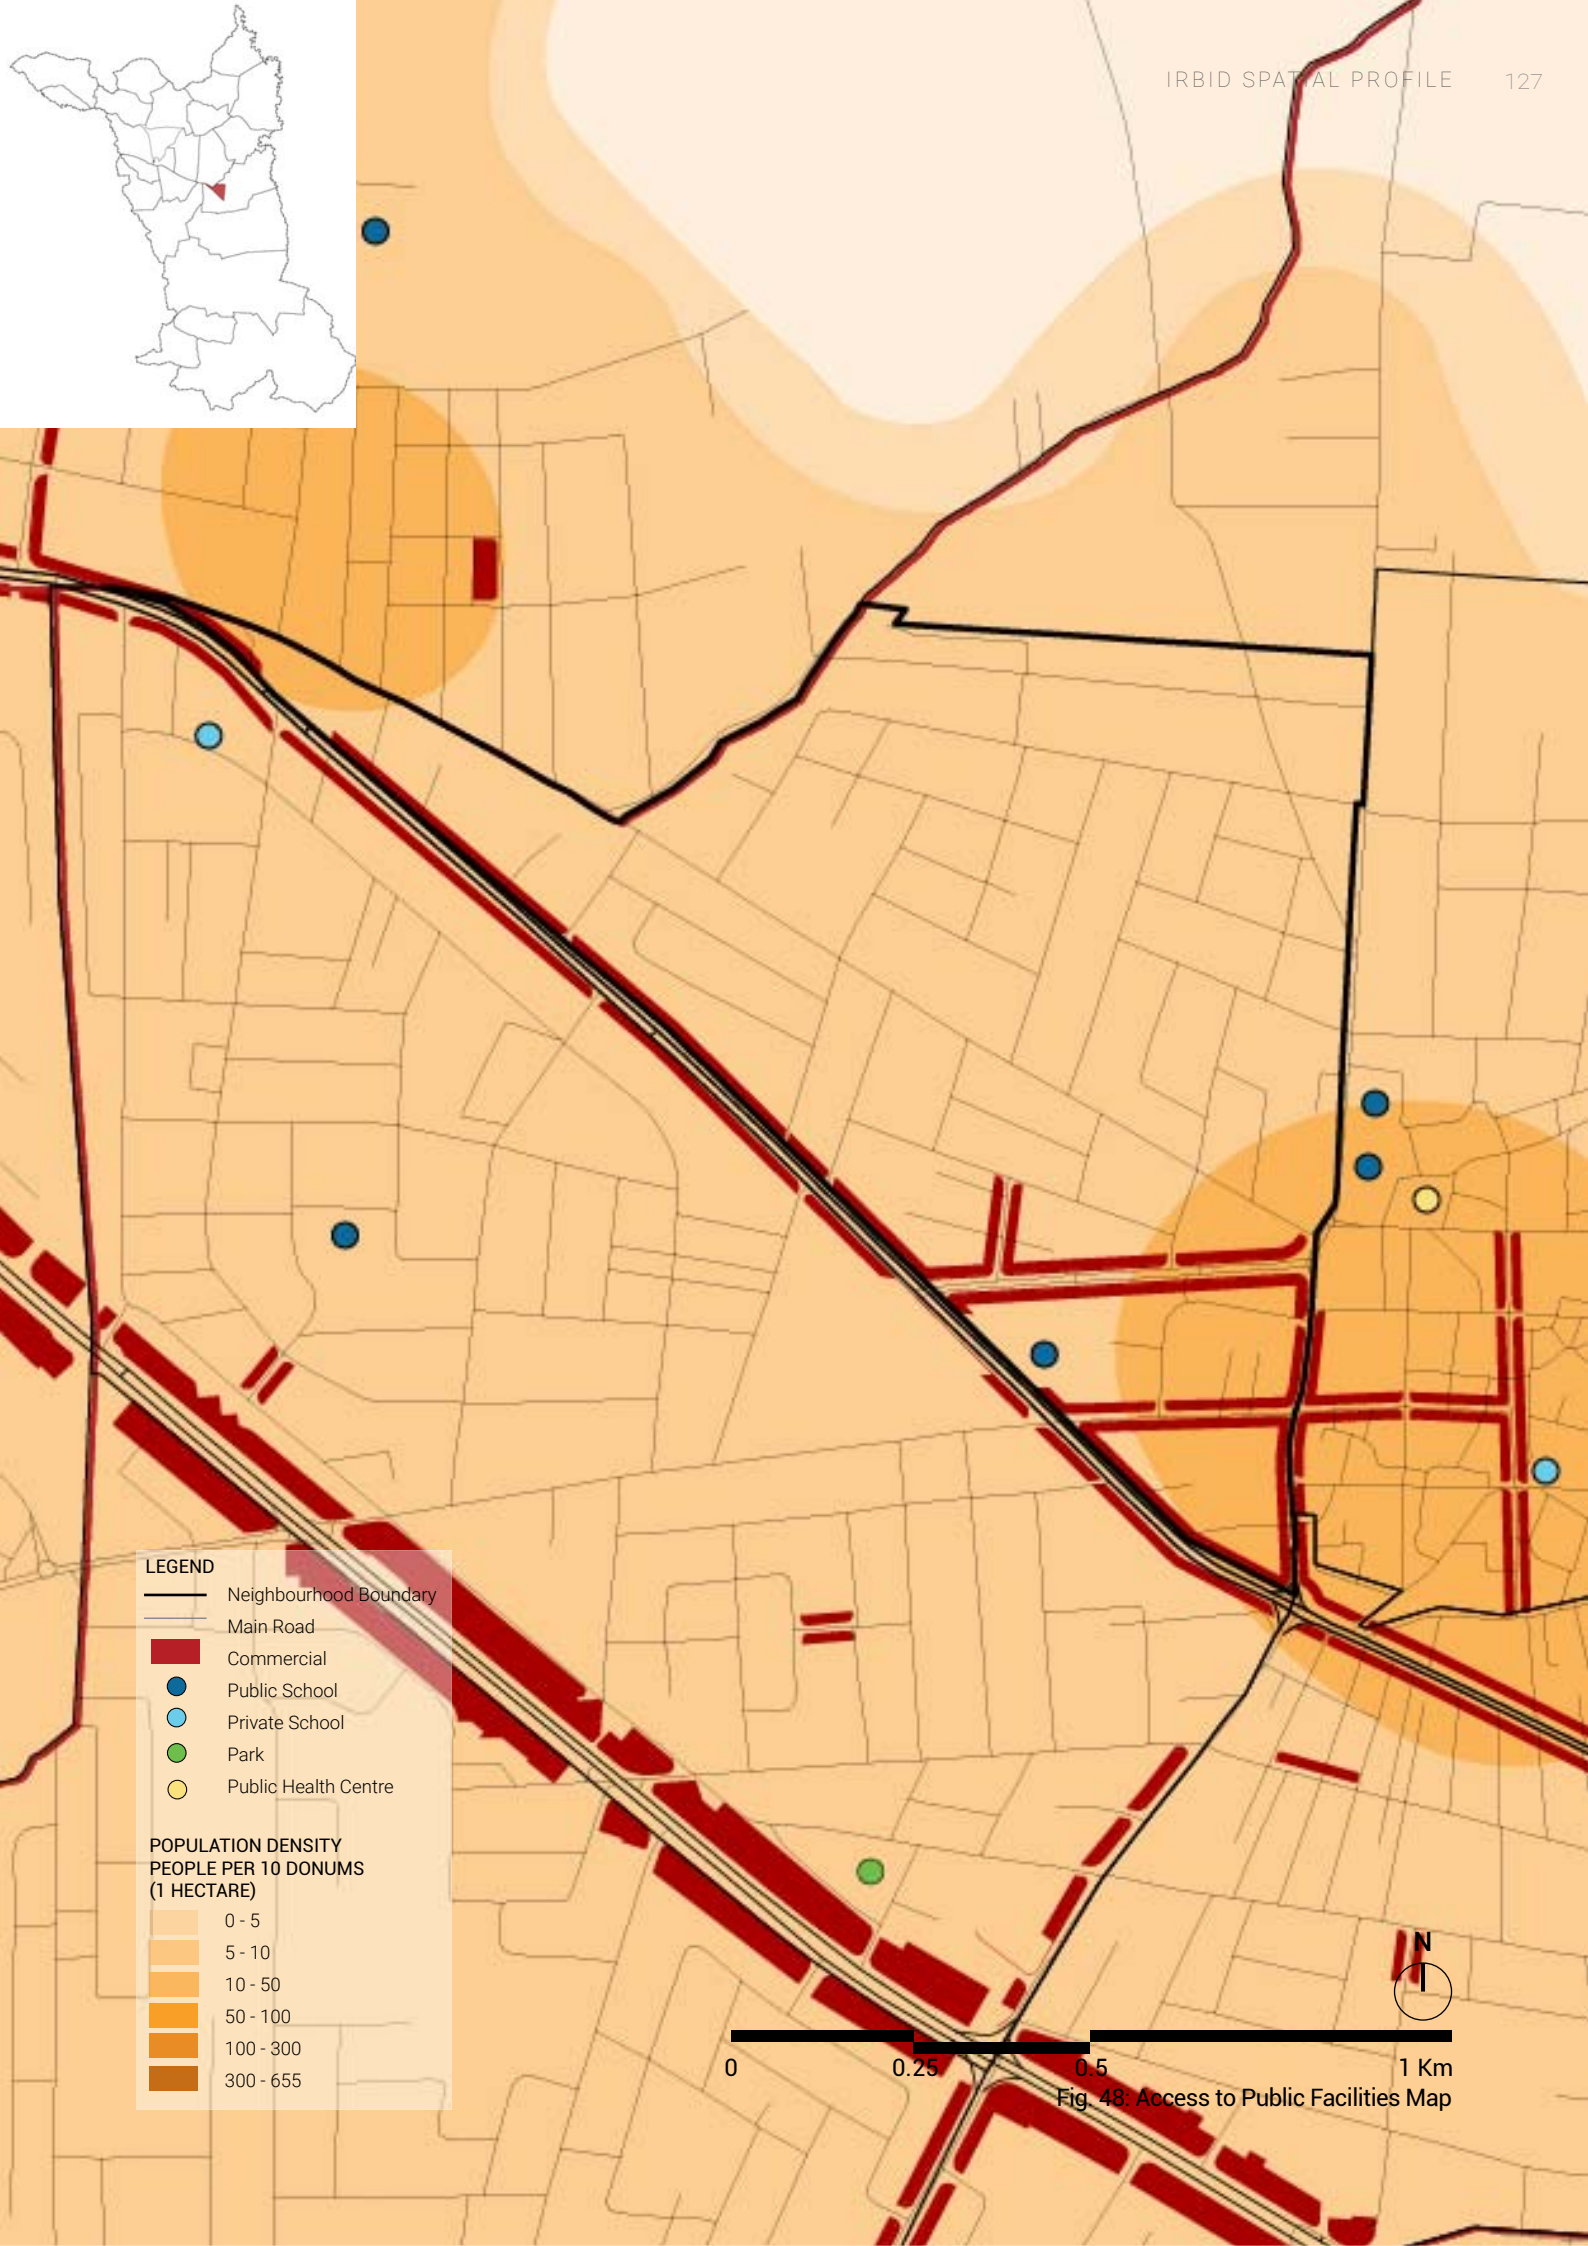 IRBID SPATIAL PROFILE 127
LEGEND
Neighbourhood Boundary
Main Road
Commercial
Public School
Private School
Park
Public Health Centre
POPULATION DENSITY
PEOPLE PER 10 DONUMS
(1 HECTARE)
0 - 5
5 - 10
10 - 50
50 - 100
100 - 300
300 - 655
N
0 0.25 0.5 1 Km
Fig. 48: Access to Public Facilities Map